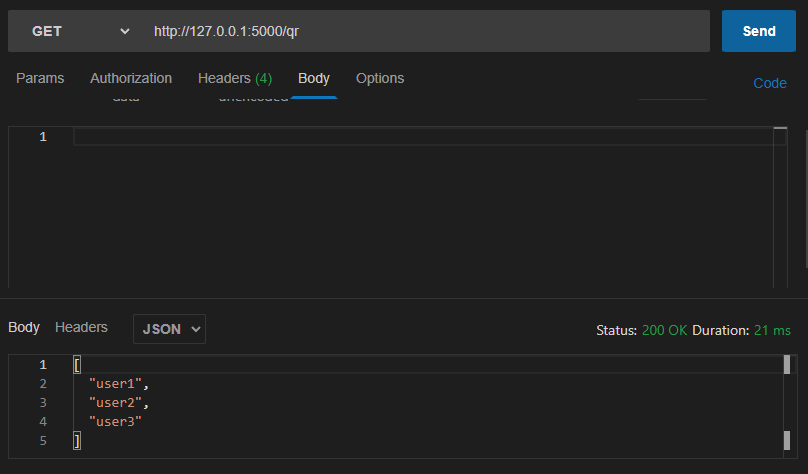 GET http://127.0.0.1:5000/qr Send
Params Authorization Headers (4) Body Options Code
data unencoded
1
Body Headers JSON Status: 200 OK Duration: 21 ms
1 [
2 "user1",
3 "user2",
4 "user3"
5 ]